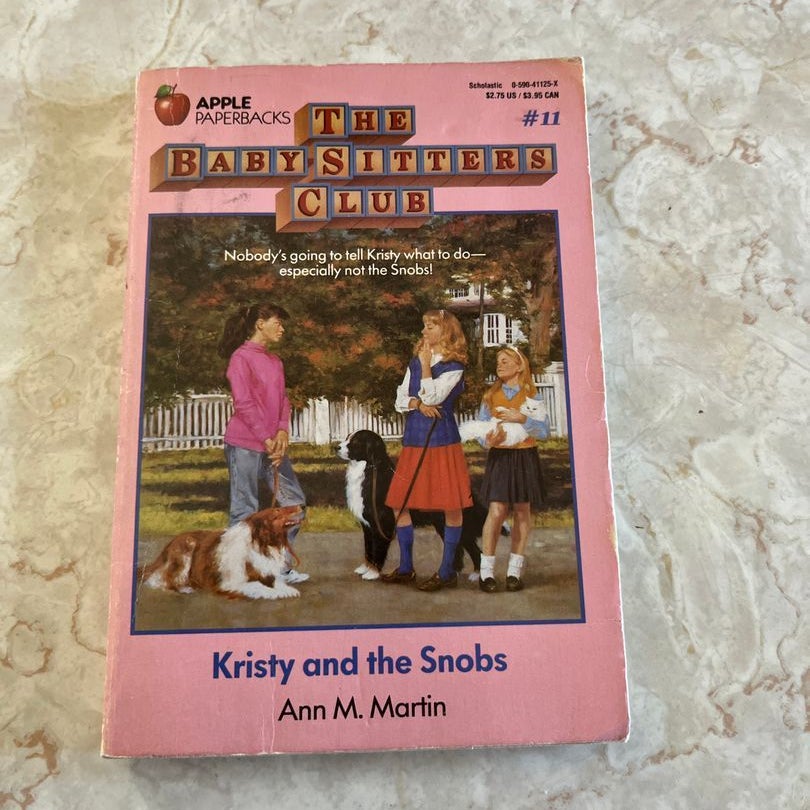 APPLE
PAPERBACKS
Scholastic 0-590-41125-X
$2.75 US / $3.95 CAN
#11
THE
BABY-SITTERS
CLUB
Nobody's going to tell Kristy what to do—
especially not the Snobs!
Kristy and the Snobs
Ann M. Martin